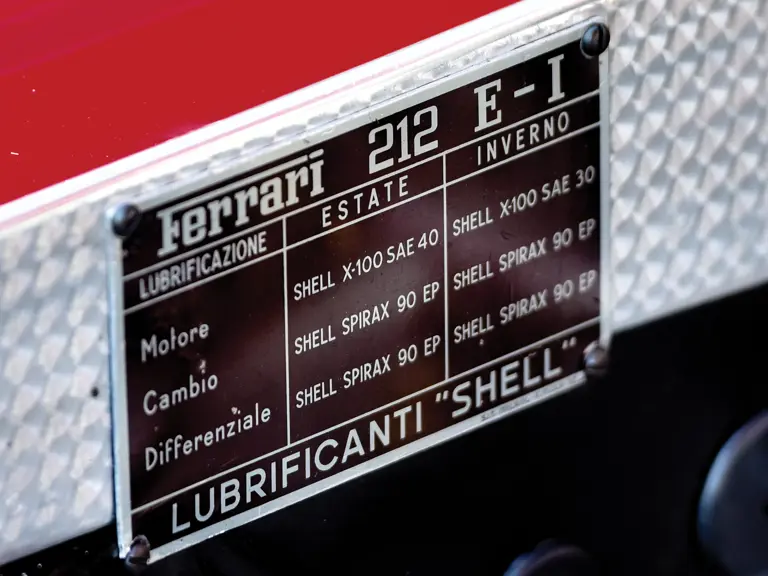 Ferrari 212 E-I
LUBRIFICAZIONE ESTATE INVERNO
Motore SHELL X-100 SAE 40 SHELL X-100 SAE 30
Cambio SHELL SPIRAX 90 EP SHELL SPIRAX 90 EP
Differenziale SHELL SPIRAX 90 EP SHELL SPIRAX 90 EP
LUBRIFICANTI "SHELL"